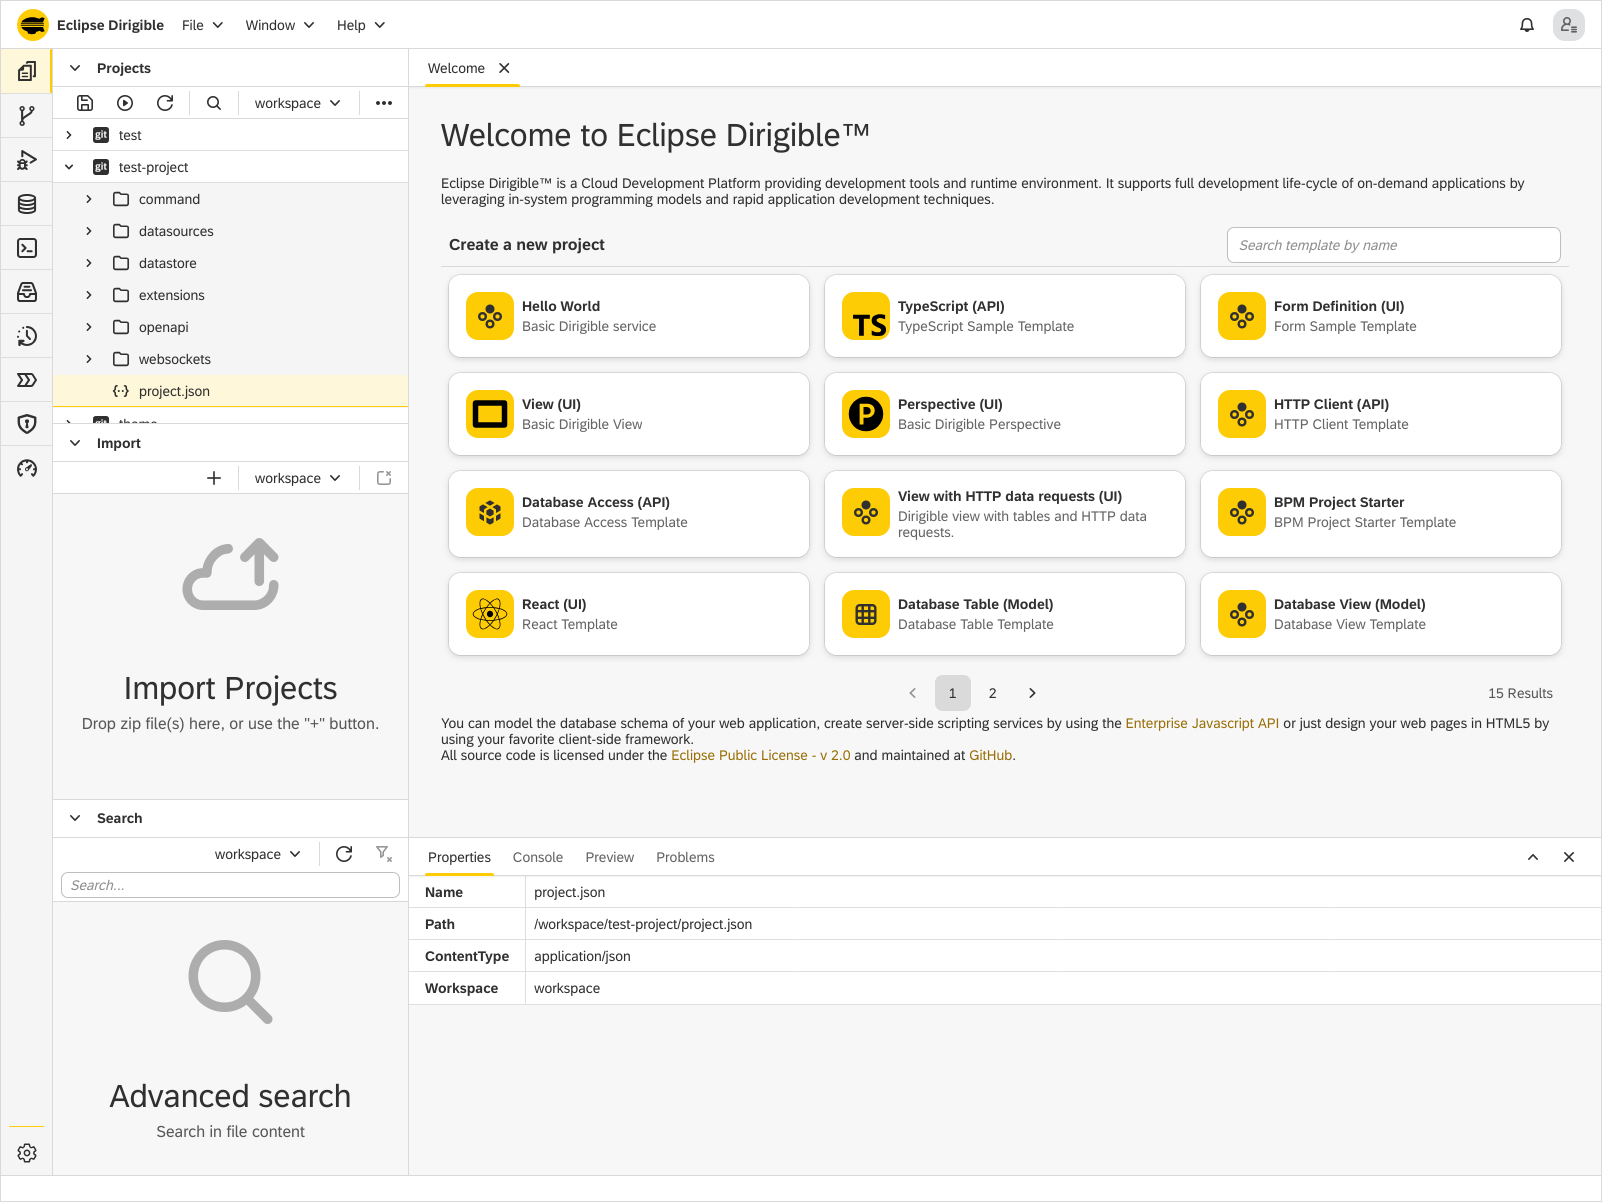 Eclipse Dirigible File Window Help
Projects
workspace
git test
git test-project
command
datasources
datastore
extensions
openapi
websockets
project.json
Import
workspace
Import Projects
Drop zip file(s) here, or use the "+" button.
Search
workspace
Search...
Advanced search
Search in file content
Welcome
Welcome to Eclipse Dirigible™
Eclipse Dirigible™ is a Cloud Development Platform providing development tools and runtime environment. It supports full development life-cycle of on-demand applications by
leveraging in-system programming models and rapid application development techniques.
Create a new project
Search template by name
Hello World
Basic Dirigible service
TS
TypeScript (API)
TypeScript Sample Template
Form Definition (UI)
Form Sample Template
View (UI)
Basic Dirigible View
P
Perspective (UI)
Basic Dirigible Perspective
HTTP Client (API)
HTTP Client Template
Database Access (API)
Database Access Template
View with HTTP data requests (UI)
Dirigible view with tables and HTTP data
requests.
BPM Project Starter
BPM Project Starter Template
React (UI)
React Template
Database Table (Model)
Database Table Template
Database View (Model)
Database View Template
1 2
15 Results
You can model the database schema of your web application, create server-side scripting services by using the Enterprise Javascript API or just design your web pages in HTML5 by
using your favorite client-side framework.
All source code is licensed under the Eclipse Public License - v 2.0 and maintained at GitHub.
Properties Console Preview Problems
Name project.json
Path /workspace/test-project/project.json
ContentType application/json
Workspace workspace